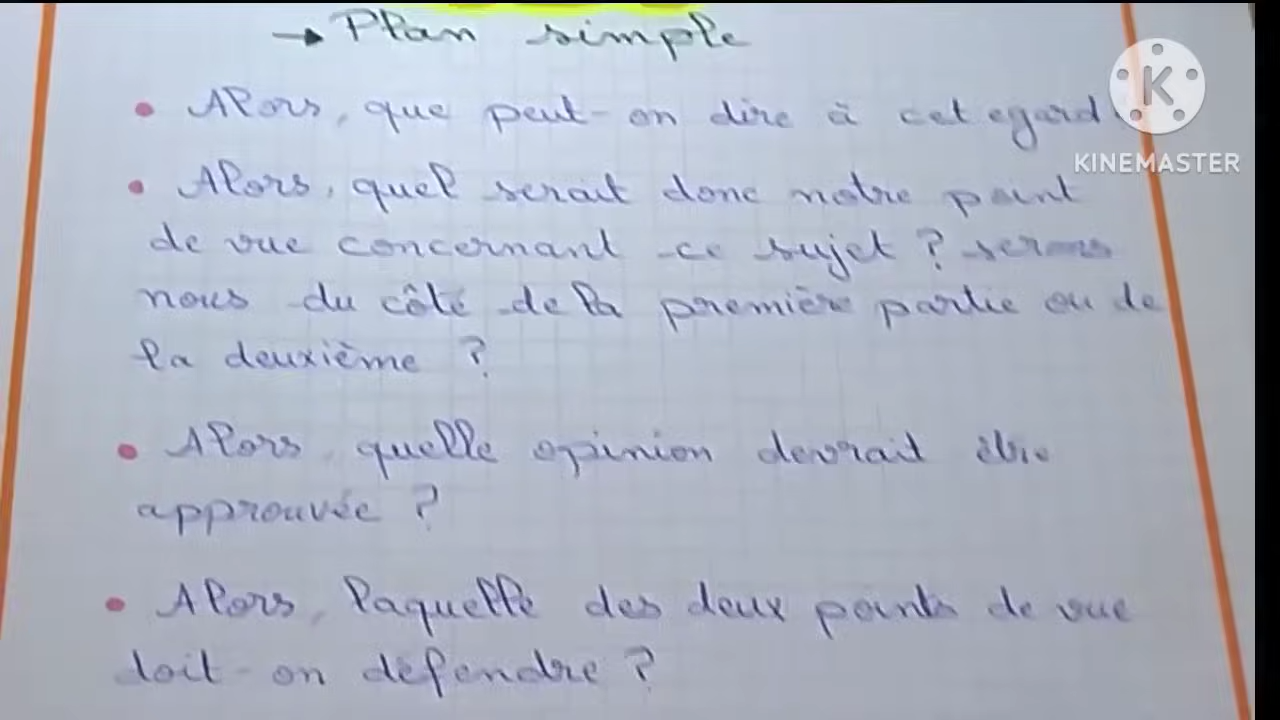 → Plan simple
• Alors, que peut-on dire à cet egard
KINEMASTER
• Alors, quel serait donc notre point
de vue concernant ce sujet ? serons
nous du côté de la première partie ou de
la deuxième ?
• Alors, quelle opinion devrait être
approuvée ?
• Alors, laquelle des deux points de vue
doit-on défendre ?